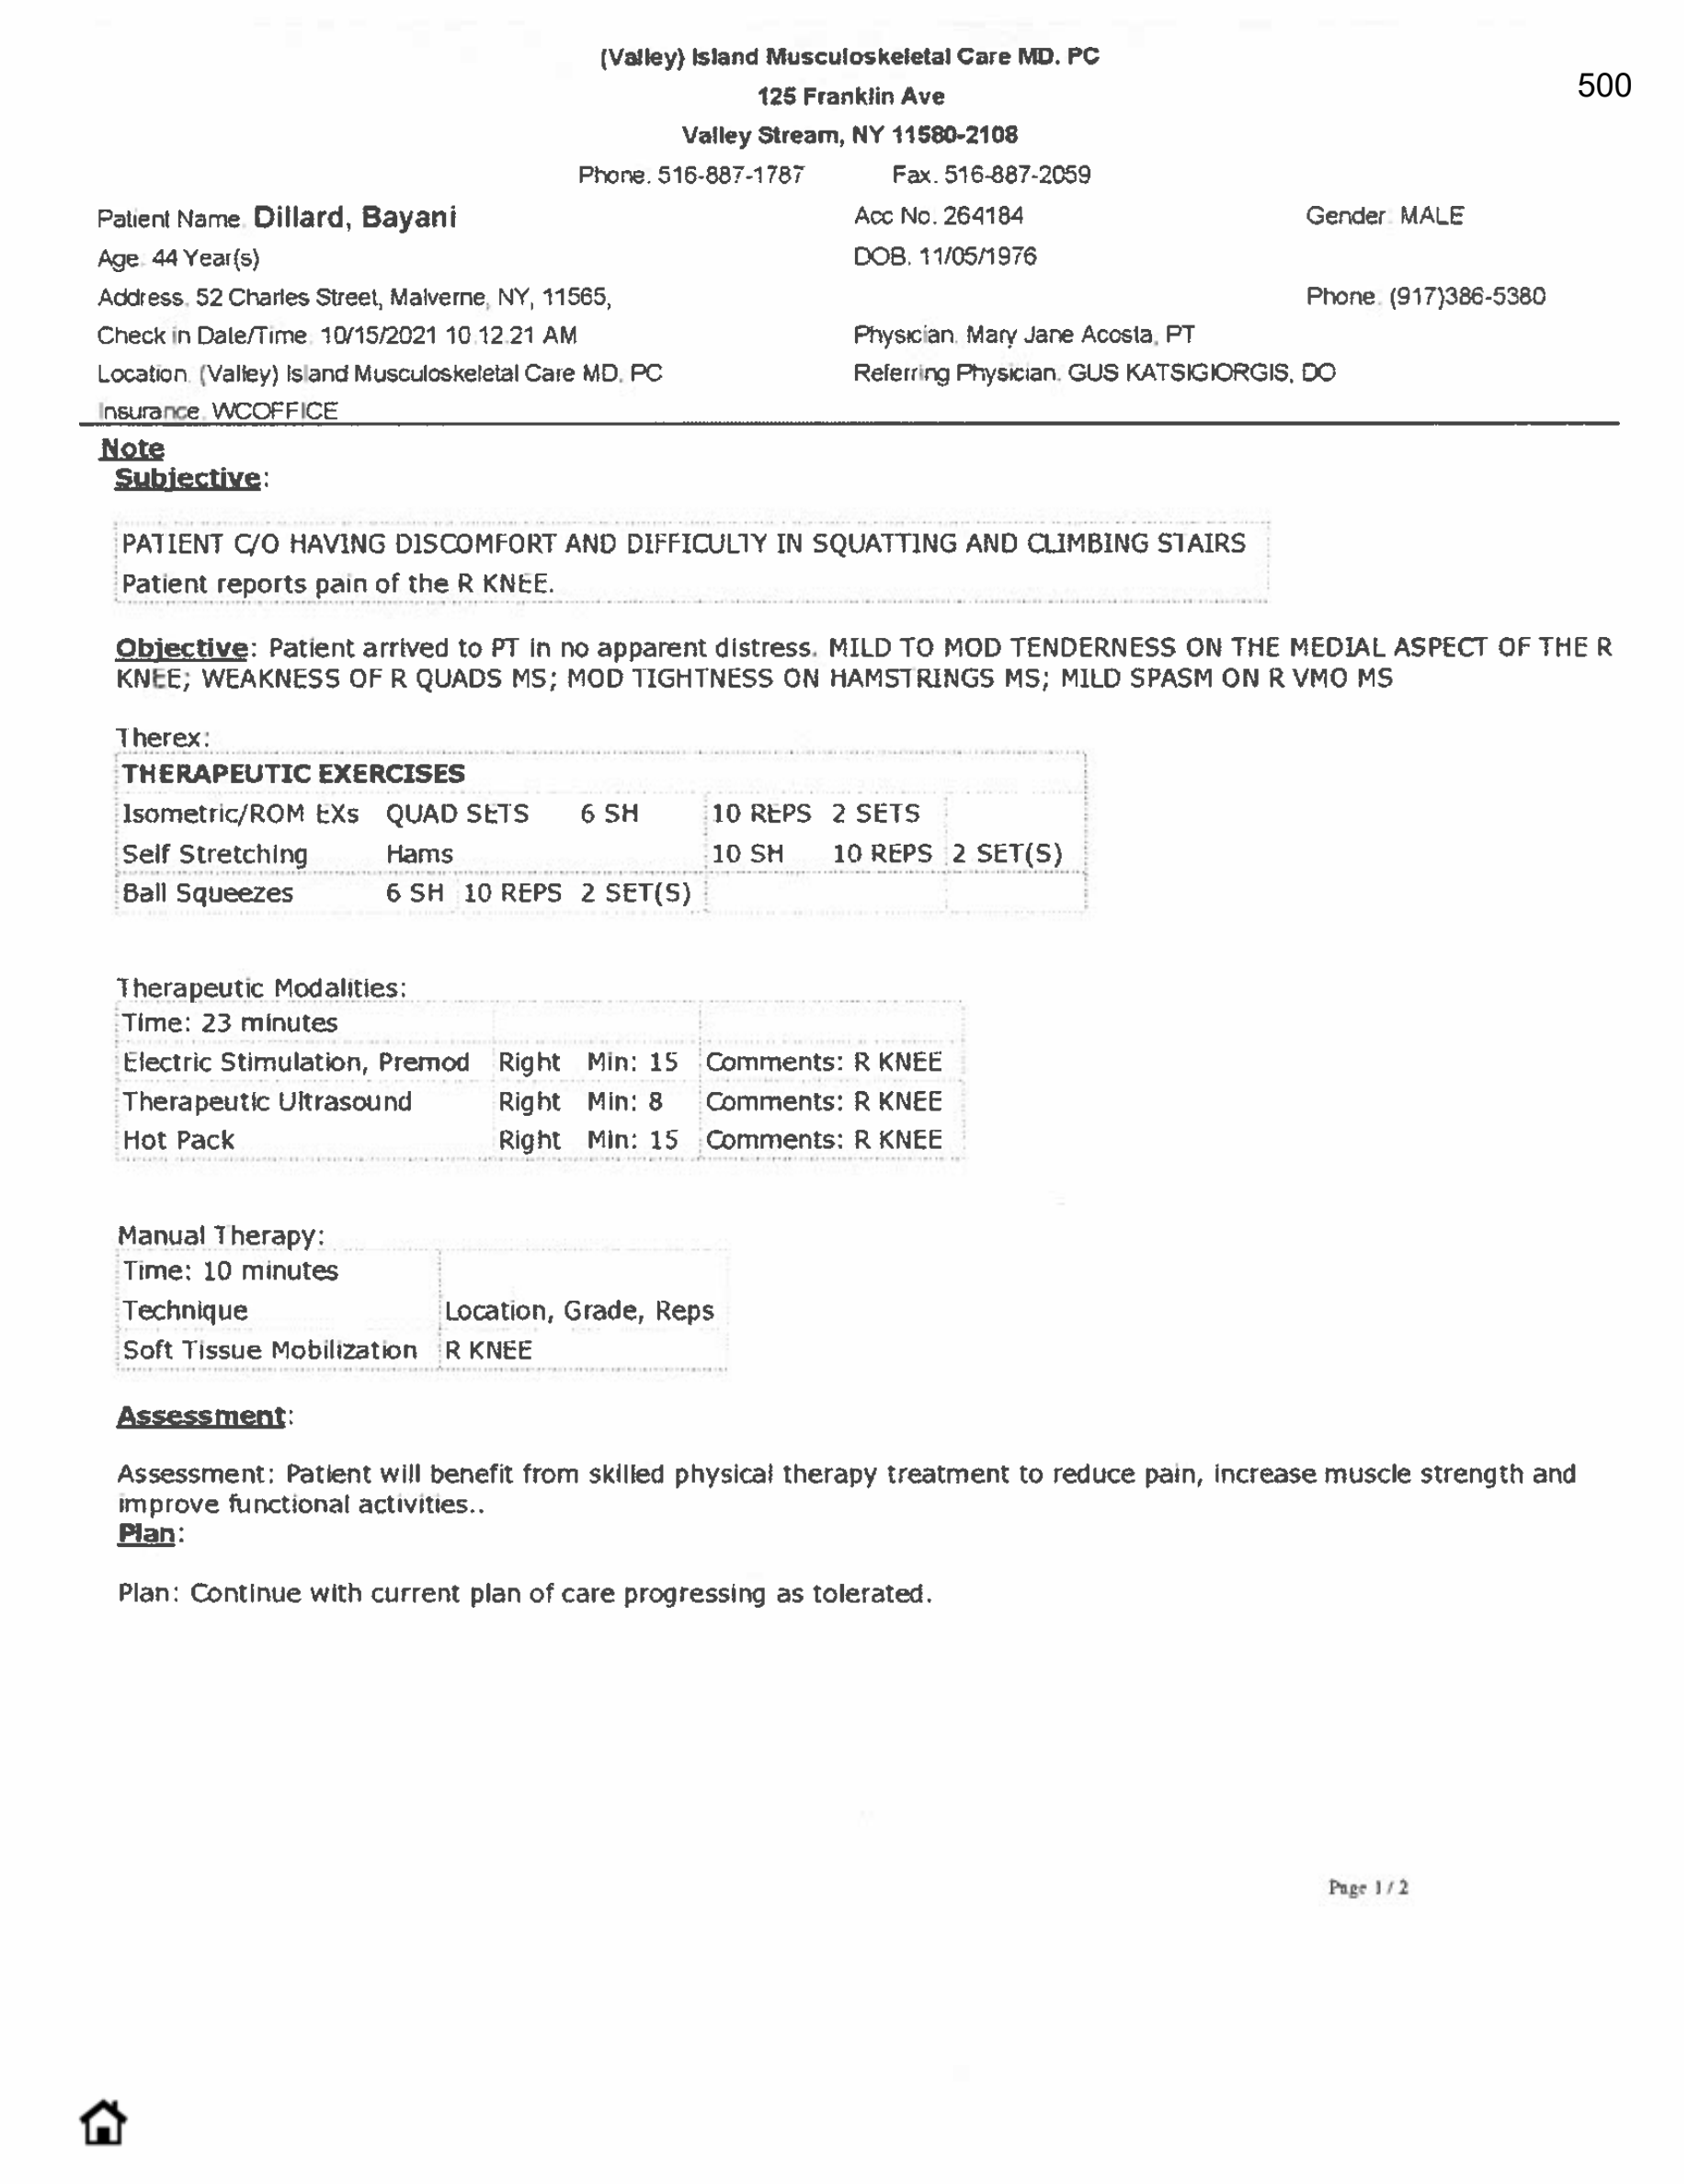 (Valley) Island Musculoskeletal Care MD. PC
500
125 Franklin Ave
Valley Stream, NY 11580-2108
Phone. 516-887-1787 Fax. 516-887-2059
Patient Name. Dillard, Bayani Acc No. 264184 Gender. MALE
Age. 44 Year(s) DOB. 11/05/1976
Address. 52 Charles Street, Malverne, NY, 11565, Phone. (917)386-5380
Check in Date/Time. 10/15/2021 10.12.21 AM Physician. Mary Jane Acosta, PT
Location. (Valley) Island Musculoskeletal Care MD. PC Referring Physician. GUS KATSIGIORGIS, DO
Insurance. WCOFFICE
Note
Subjective:
PATIENT C/O HAVING DISCOMFORT AND DIFFICULTY IN SQUATTING AND CLIMBING STAIRS
Patient reports pain of the R KNEE.
Objective: Patient arrived to PT in no apparent distress. MILD TO MOD TENDERNESS ON THE MEDIAL ASPECT OF THE R
KNEE; WEAKNESS OF R QUADS MS; MOD TIGHTNESS ON HAMSTRINGS MS; MILD SPASM ON R VMO MS
Therex:
THERAPEUTIC EXERCISES
Isometric/ROM EXs QUAD SETS 6 SH 10 REPS 2 SETS
Self Stretching Hams 10 SH 10 REPS 2 SET(S)
Ball Squeezes 6 SH 10 REPS 2 SET(S)
Therapeutic Modalities:
Time: 23 minutes
Electric Stimulation, Premod Right Min: 15 Comments: R KNEE
Therapeutic Ultrasound Right Min: 8 Comments: R KNEE
Hot Pack Right Min: 15 Comments: R KNEE
Manual Therapy:
Time: 10 minutes
Technique Location, Grade, Reps
Soft Tissue Mobilization R KNEE
Assessment:
Assessment: Patient will benefit from skilled physical therapy treatment to reduce pain, increase muscle strength and
improve functional activities..
Plan:
Plan: Continue with current plan of care progressing as tolerated.
Page 1 / 2